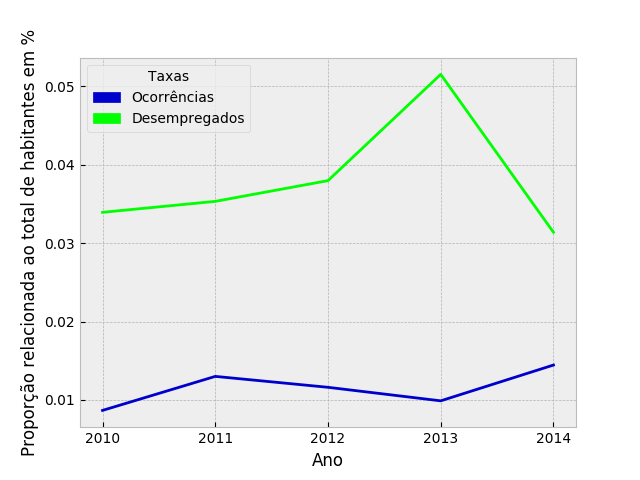 Proporção relacionada ao total de habitantes em %
Taxas
Ocorrências
Desempregados
0.05
0.04
0.03
0.02
0.01
2010 2011 2012 2013 2014
Ano